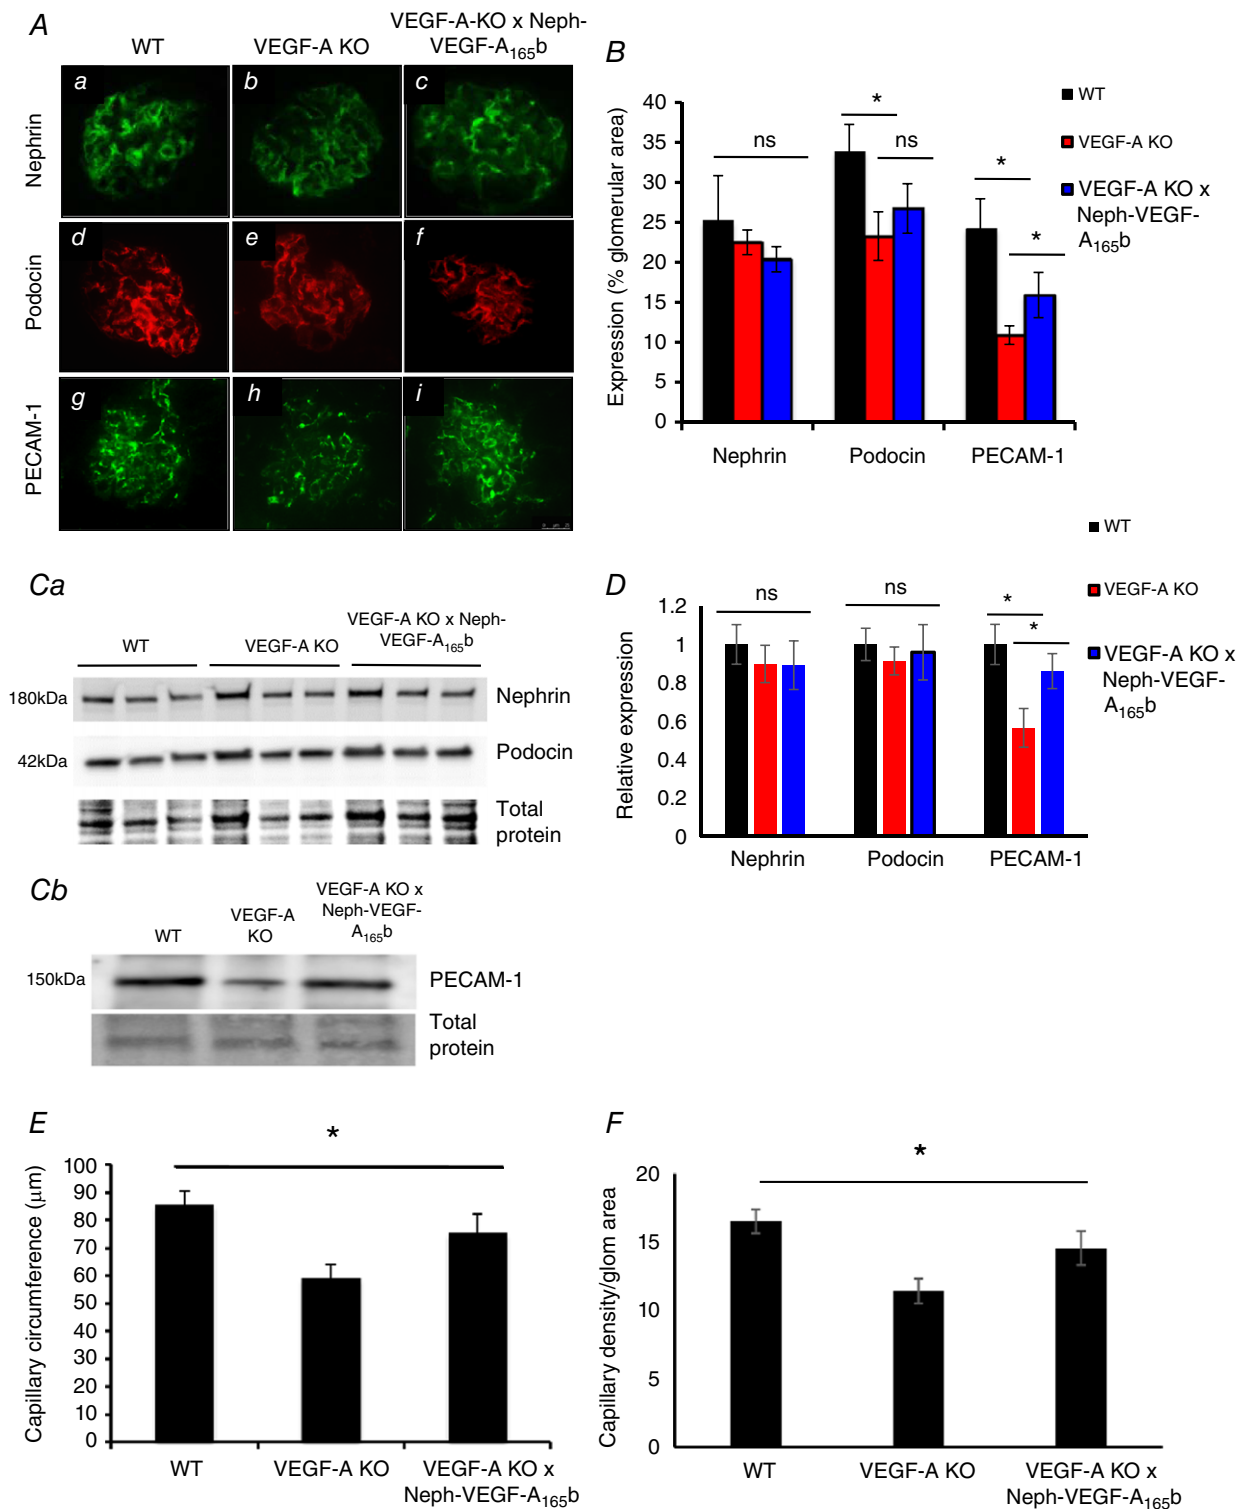 A
WT
VEGF-A KO
VEGF-A-KO x Neph-
VEGF-A165b
a
b
c
Nephrin
d
e
f
Podocin
g
h
i
PECAM-1
B
Expression (% glomerular area)
40
35
30
25
20
15
10
5
0
ns
*
ns
*
*
Nephrin
Podocin
PECAM-1
WT
VEGF-A KO
VEGF-A KO x
Neph-VEGF-
A165b
Ca
WT
VEGF-A KO
VEGF-A KO x Neph-
VEGF-A165b
180kDa
Nephrin
42kDa
Podocin
Total
protein
Cb
WT
VEGF-A
KO
VEGF-A KO x
Neph-VEGF-
A165b
150kDa
PECAM-1
Total
protein
D
Relative expression
1.2
1
0.8
0.6
0.4
0.2
0
ns
ns
*
*
Nephrin
Podocin
PECAM-1
WT
VEGF-A KO
VEGF-A KO x
Neph-VEGF-
A165b
E
Capillary circumference (μm)
100
90
80
70
60
50
40
30
20
10
0
*
WT
VEGF-A KO
VEGF-A KO x
Neph-VEGF-A165b
F
Capillary density/glom area
20
15
10
5
0
*
WT
VEGF-A KO
VEGF-A KO x
Neph-VEGF-A165b